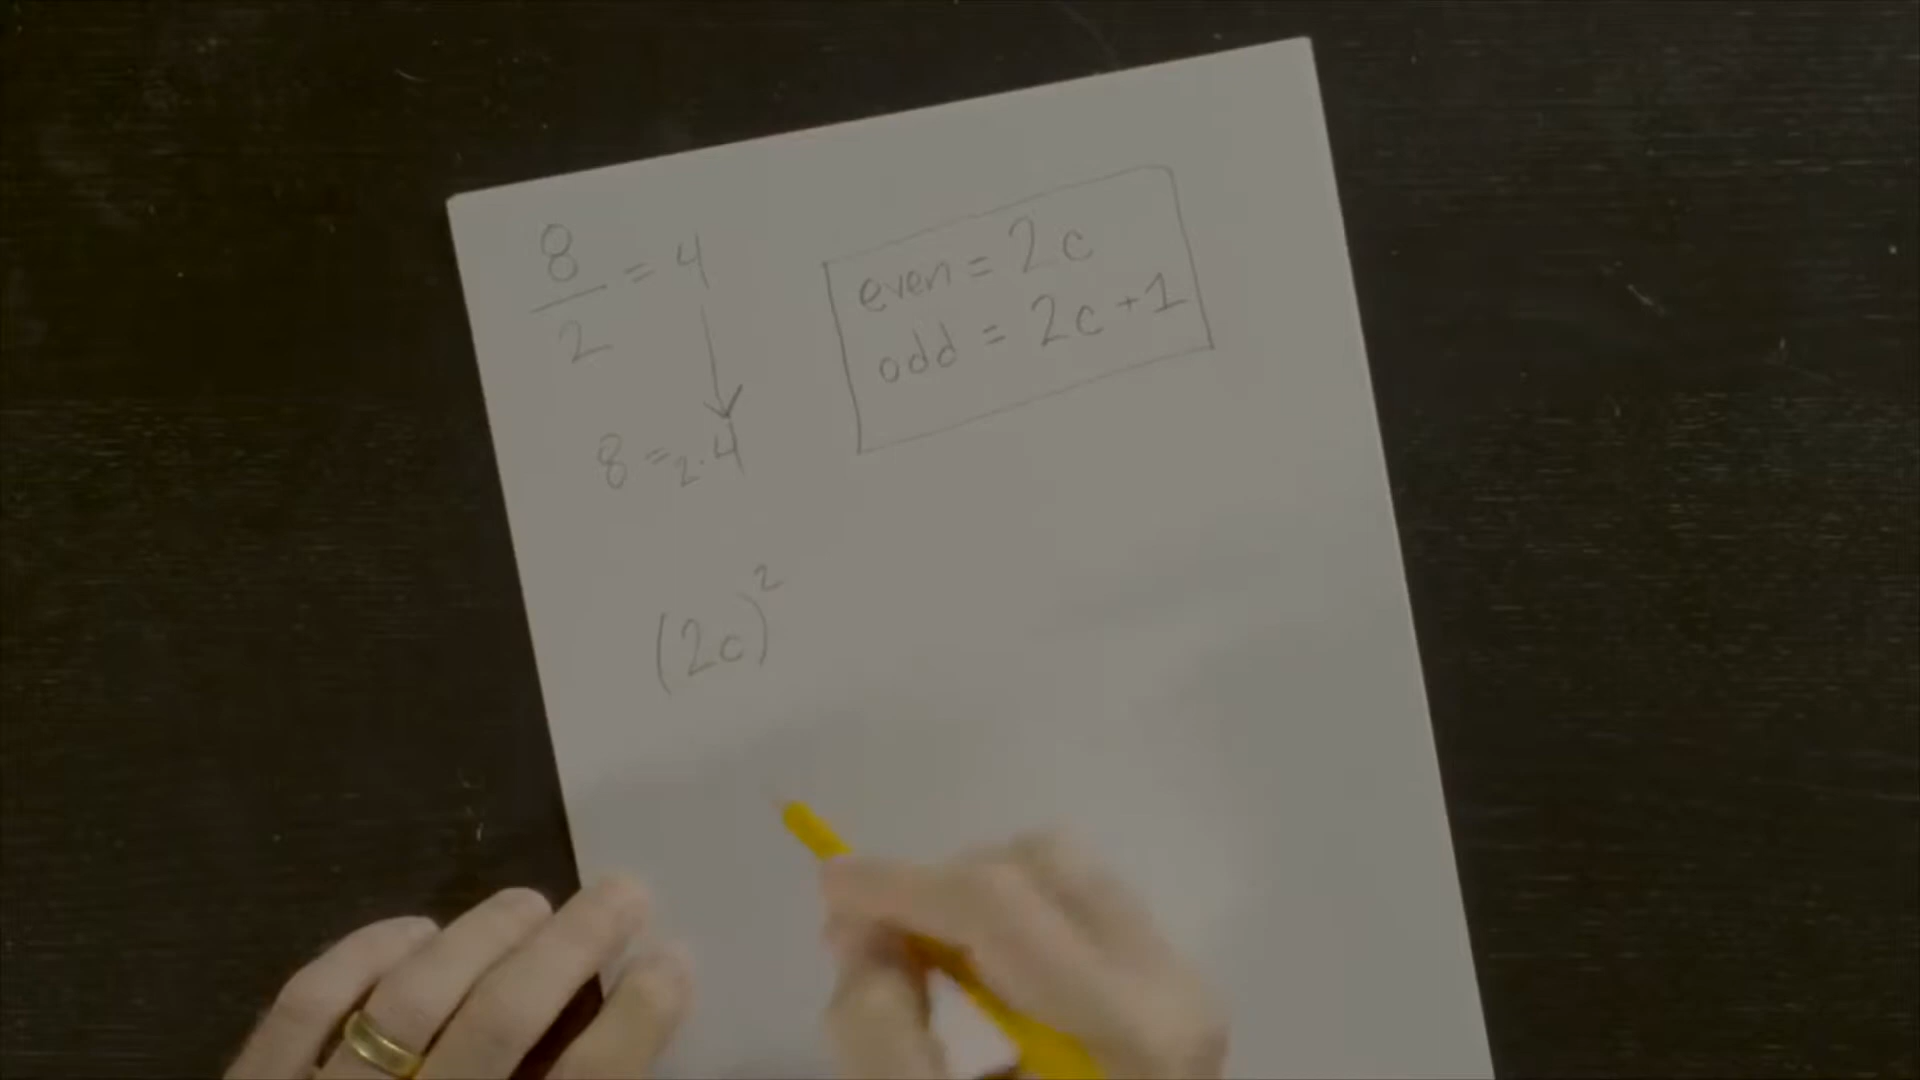 8/2 = 4
8 = 2·4
even = 2c
odd = 2c + 1
(2c)²